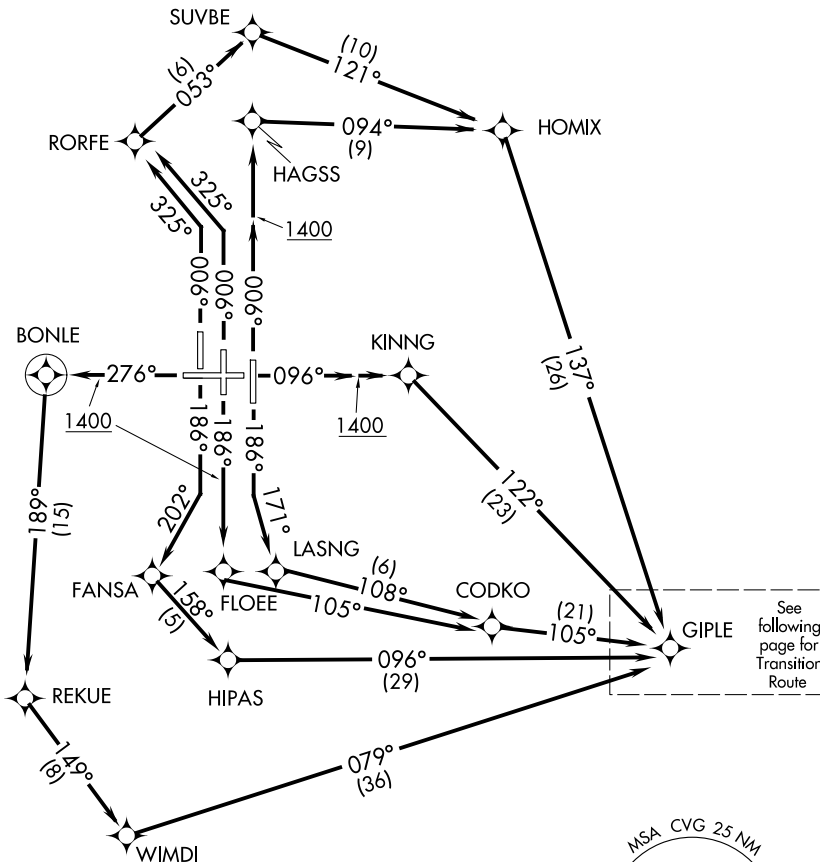 SUVBE
(10)
121°
(6)
053°
RORFE
094°
(9)
HOMIX
HAGSS
325°
325°
1400
006°
006°
006°
BONLE
KINNG
137°
(26)
276°
096°
1400
1400
186°
186°
186°
122°
(23)
189°
(15)
202°
171°
LASNG
(6)
108°
FANSA
158°
(5)
FLOEE
105°
CODKO
(21)
105°
GIPLE
See
following
page for
Transition
Route
HIPAS
096°
(29)
REKUE
149°
(8)
079°
(36)
WIMDI
MSA CVG 25 NM